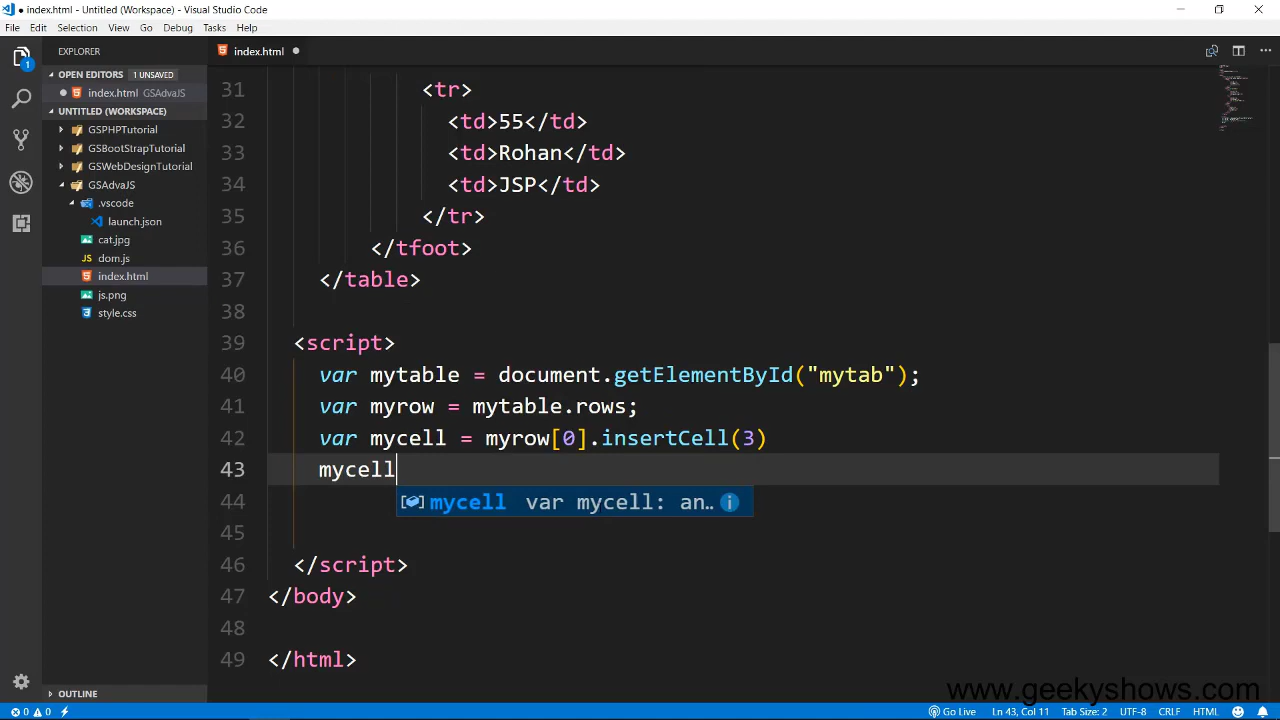 index.html - Untitled (Workspace) - Visual Studio Code
File Edit Selection View Go Debug Tasks Help
EXPLORER
index.html
OPEN EDITORS 1 UNSAVED
index.html GSAdvaJS
UNTITLED (WORKSPACE)
GSPHPTutorial
GSBootStrapTutorial
GSWebDesignTutorial
GSAdvaJS
.vscode
launch.json
cat.jpg
dom.js
index.html
js.png
style.css
OUTLINE
1
31 <tr>
32 <td>55</td>
33 <td>Rohan</td>
34 <td>JSP</td>
35 </tr>
36 </tfoot>
37 </table>
38
39 <script>
40 var mytable = document.getElementById("mytab");
41 var myrow = mytable.rows;
42 var mycell = myrow[0].insertCell(3)
43 mycell
mycell var mycell: an..
44
45
46 </script>
47 </body>
48
49 </html>
www.geekyshows.com
0 0 Go Live Ln 43, Col 11 Tab Size: 2 UTF-8 CRLF HTML